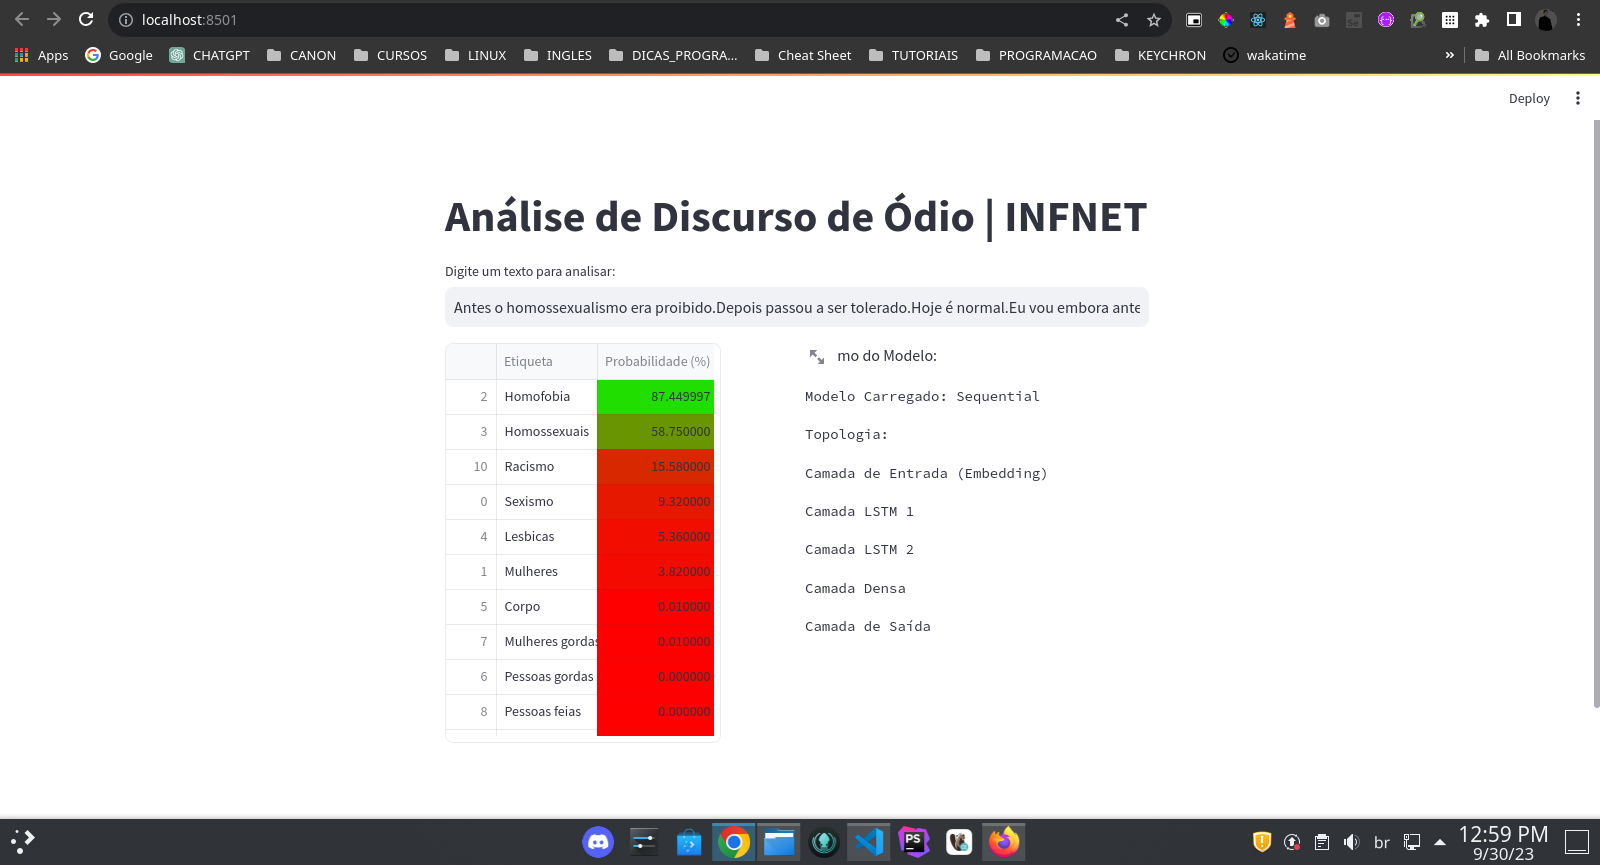 localhost:8501
Apps Google CHATGPT CANON CURSOS LINUX INGLES DICAS_PROGRA... Cheat Sheet TUTORIAIS PROGRAMACAO KEYCHRON wakatime » All Bookmarks
Deploy
Análise de Discurso de Ódio | INFNET
Digite um texto para analisar:
Antes o homossexualismo era proibido.Depois passou a ser tolerado.Hoje é normal.Eu vou embora ante
Etiqueta Probabilidade (%)
2 Homofobia 87.449997
3 Homossexuais 58.750000
10 Racismo 15.580000
0 Sexismo 9.320000
4 Lesbicas 5.360000
1 Mulheres 3.820000
5 Corpo 0.010000
7 Mulheres gordas 0.010000
6 Pessoas gordas 0.000000
8 Pessoas feias 0.000000
mo do Modelo:
Modelo Carregado: Sequential
Topologia:
Camada de Entrada (Embedding)
Camada LSTM 1
Camada LSTM 2
Camada Densa
Camada de Saída
PS
br
12:59 PM
9/30/23